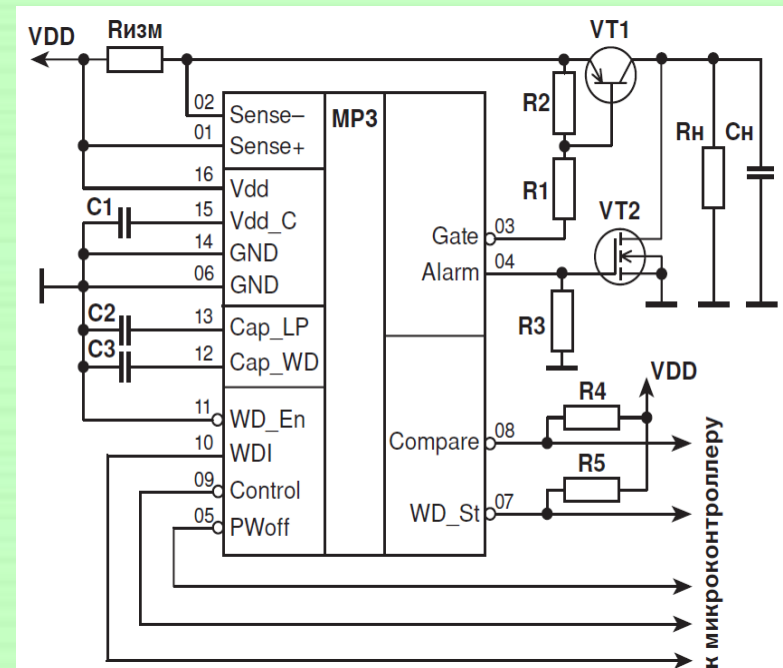 VDD
Rизм
VT1
02
Sense–
01
Sense+
MP3
R2
Rн
Cн
16
Vdd
C1
15
Vdd_C
R1
VT2
14
GND
Gate
03
06
GND
Alarm
04
C2
13
Cap_LP
R3
C3
12
Cap_WD
VDD
R4
11
WD_En
Compare
08
10
WDI
R5
09
Control
WD_St
07
05
PWoff
к микроконтроллеру